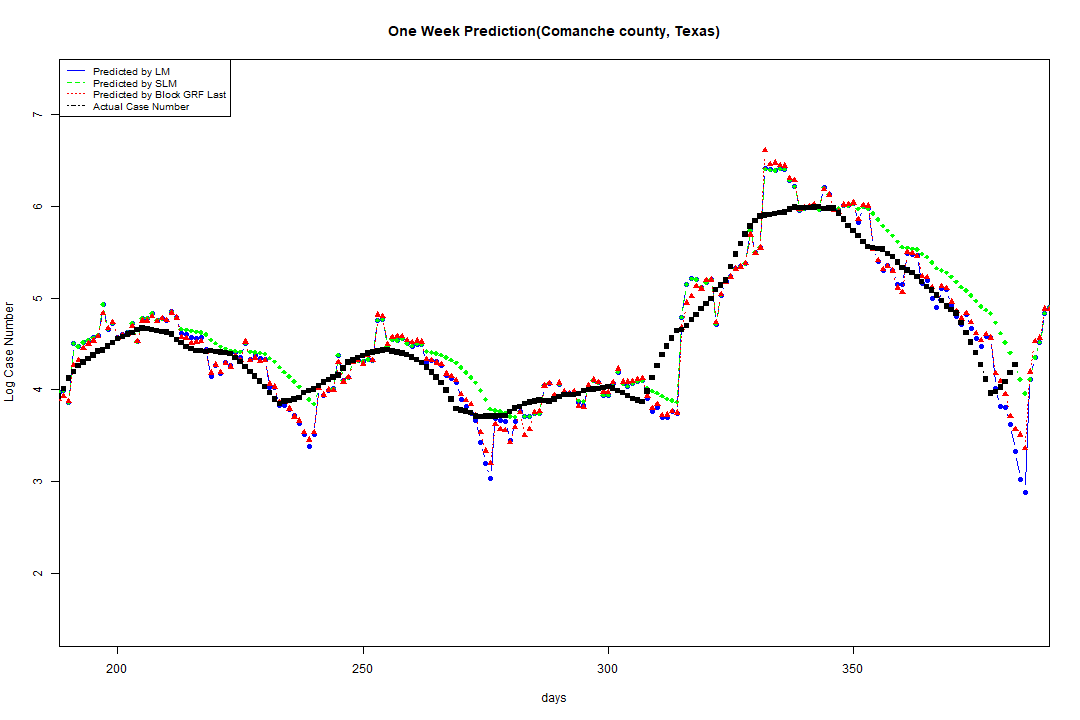 One Week Prediction(Comanche county, Texas)
Predicted by LM
Predicted by SLM
Predicted by Block GRF Last
Actual Case Number
7
6
5
4
3
2
Log Case Number
200
250
300
350
days